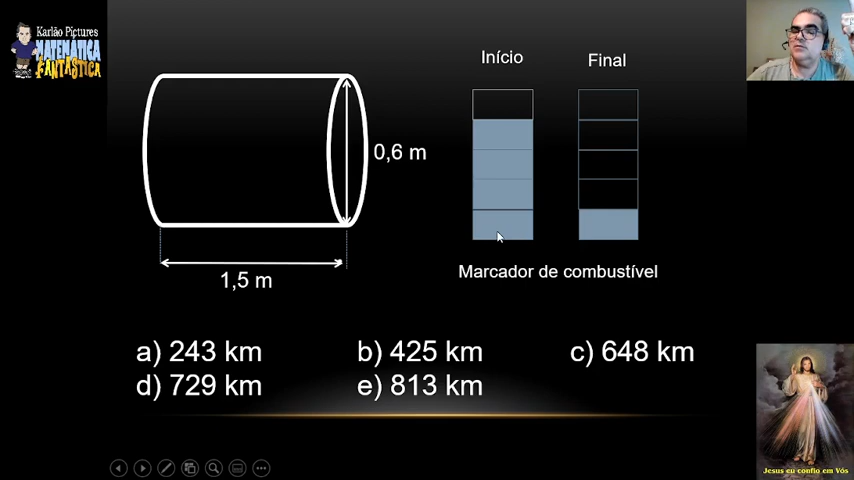 Karlão Pictures
MATEMÁTICA
FANTÁSTICA
Início
Final
0,6 m
1,5 m
Marcador de combustível
a) 243 km
b) 425 km
c) 648 km
d) 729 km
e) 813 km
Jesus eu confio em Vós